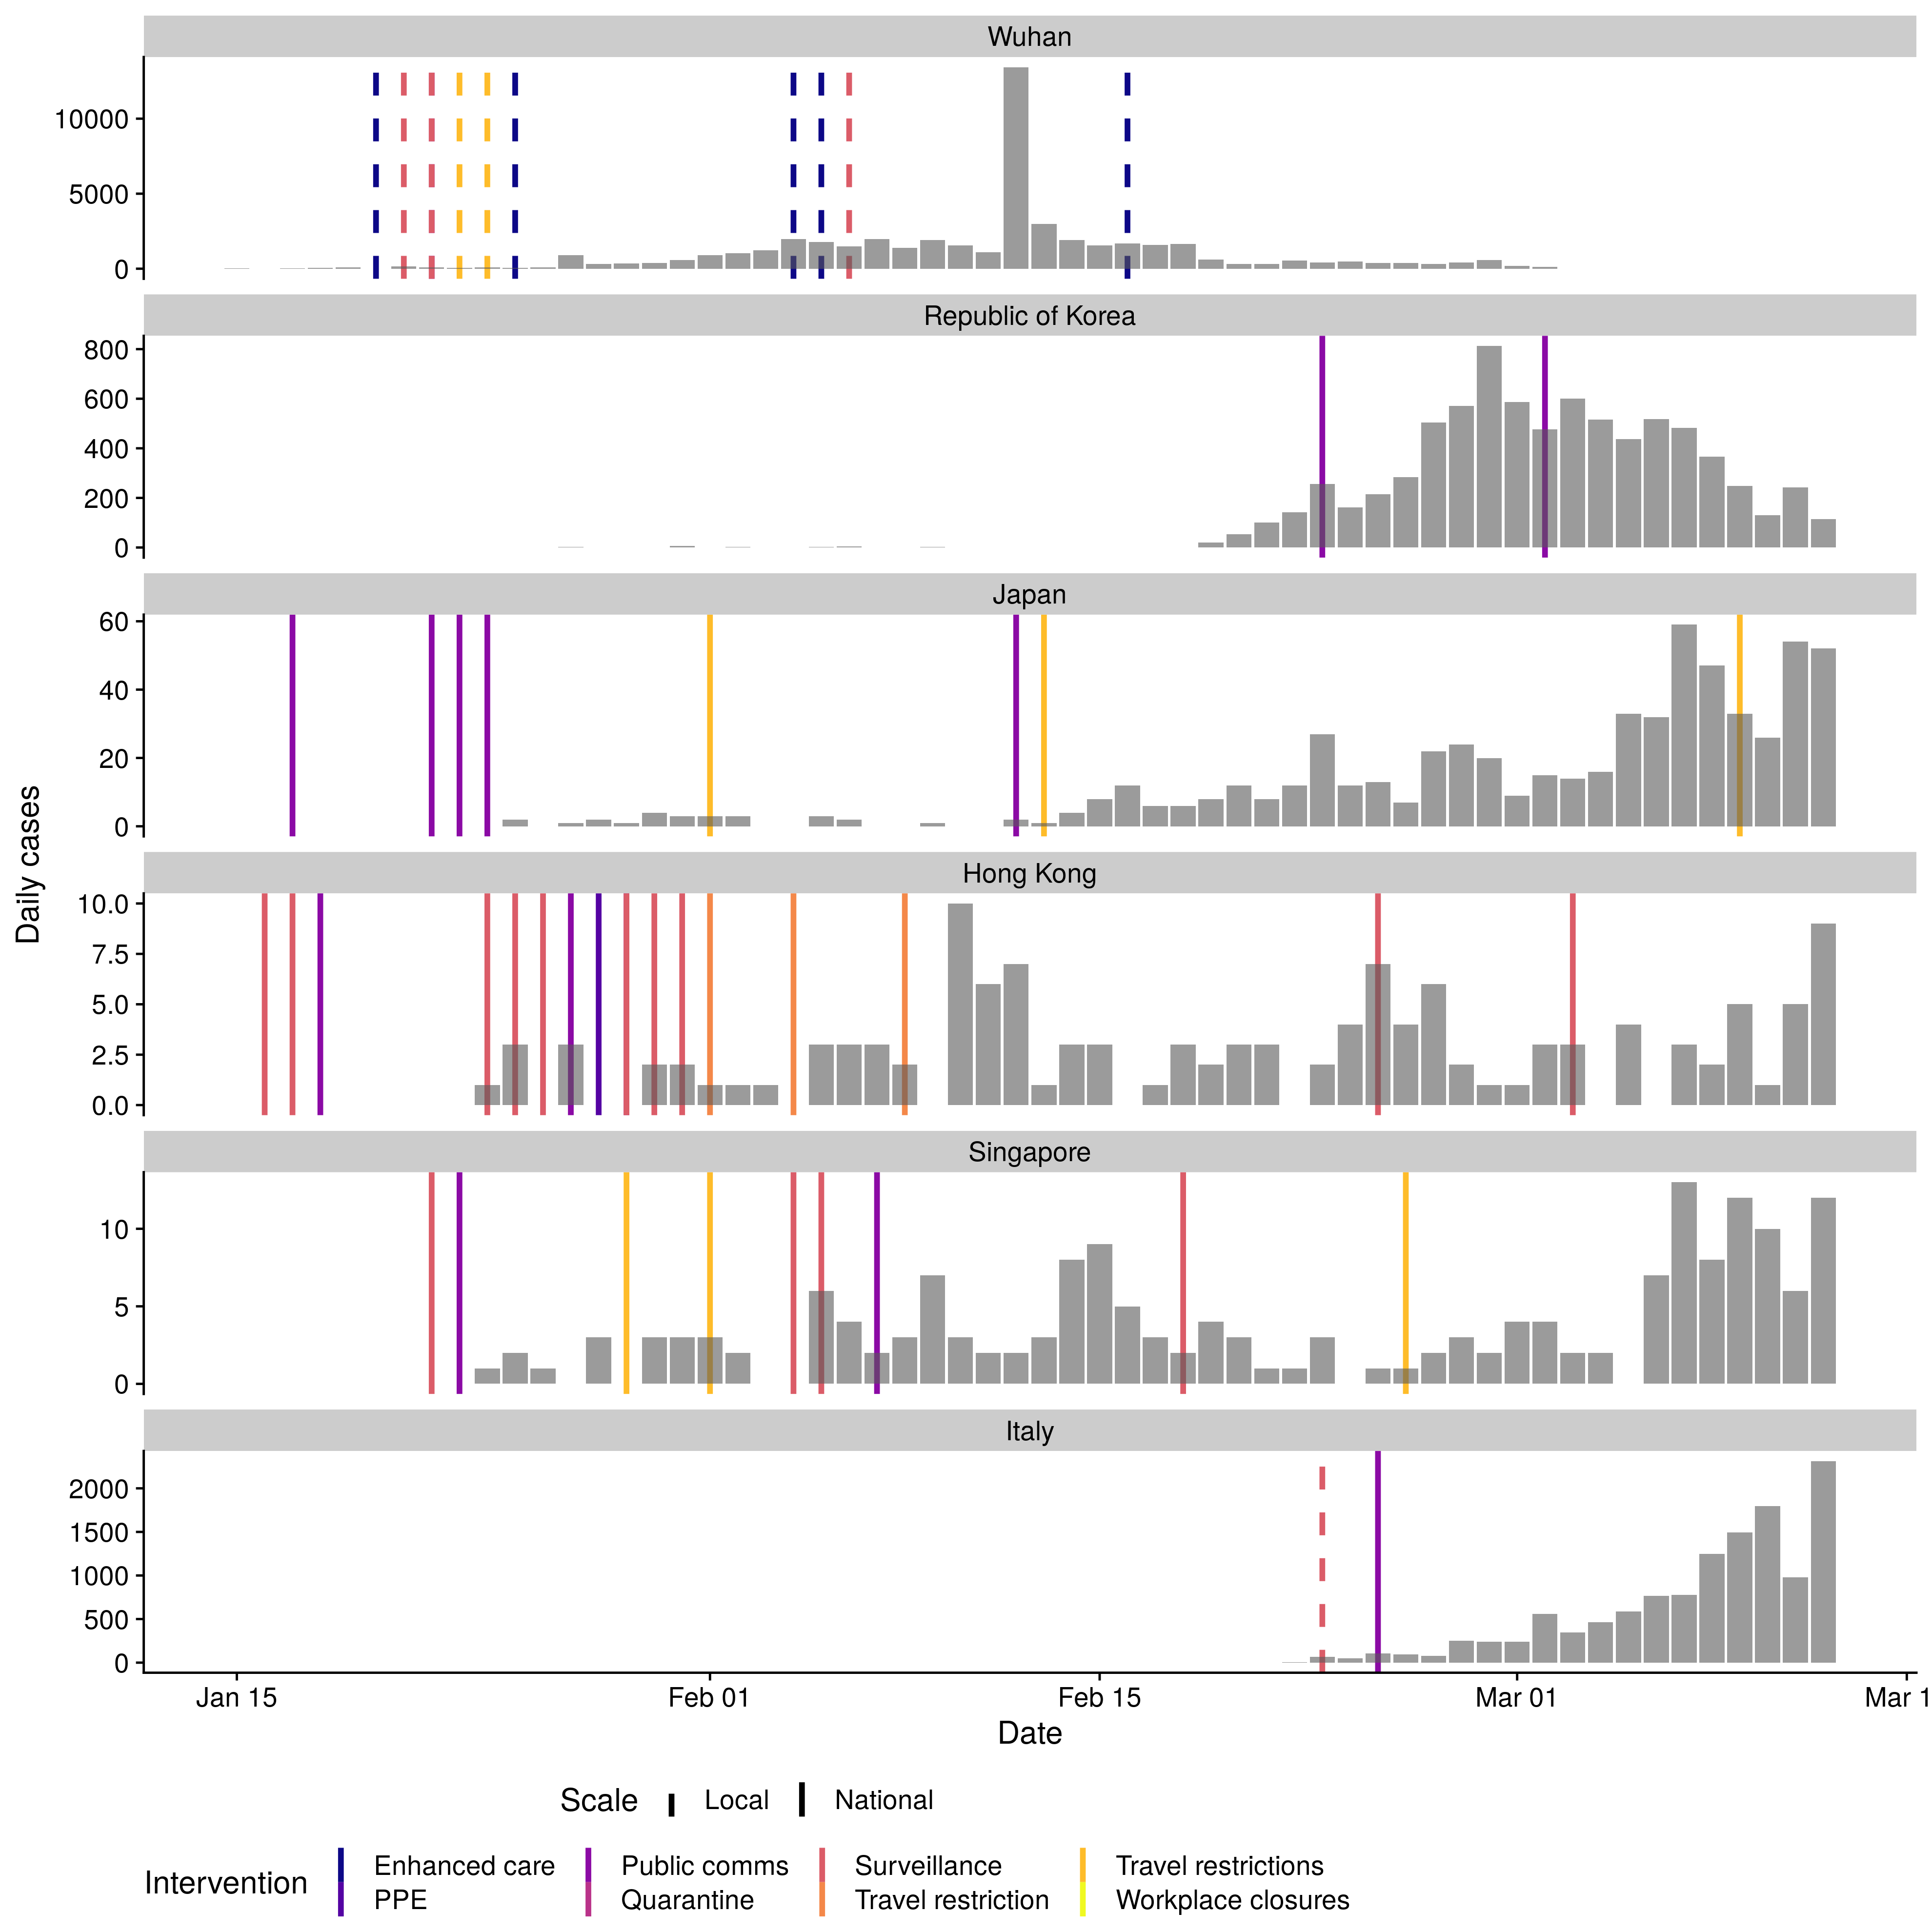 Wuhan
10000
5000
0
Republic of Korea
800
600
400
200
0
Japan
60
40
20
0
Hong Kong
10.0
7.5
5.0
2.5
0.0
Singapore
10
5
0
Italy
2000
1500
1000
500
0
Daily cases
Jan 15 Feb 01 Feb 15 Mar 01 Mar 1
Date
Scale Local National
Intervention
Enhanced care Public comms Surveillance Travel restrictions
PPE Quarantine Travel restriction Workplace closures